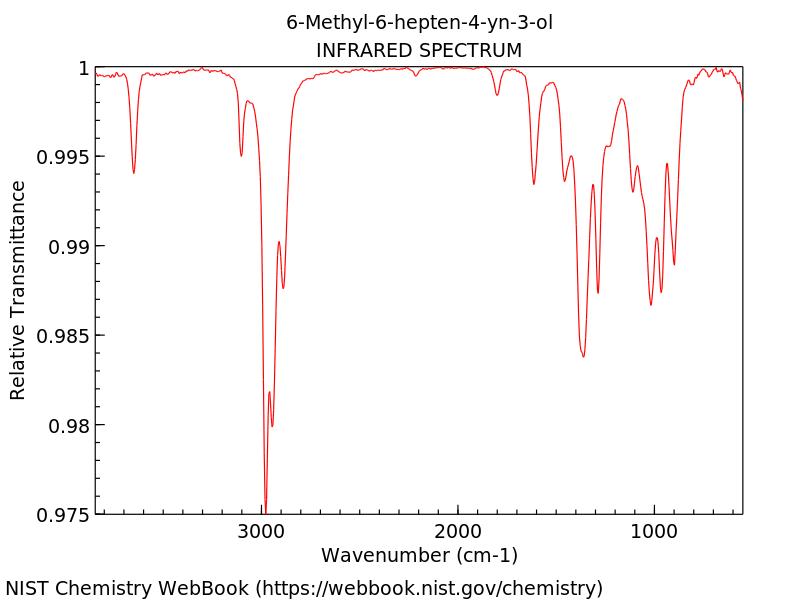 6-Methyl-6-hepten-4-yn-3-ol
INFRARED SPECTRUM
1
0.995
0.99
0.985
0.98
0.975
Relative Transmittance
3000 2000 1000
Wavenumber (cm-1)
NIST Chemistry WebBook (https://webbook.nist.gov/chemistry)